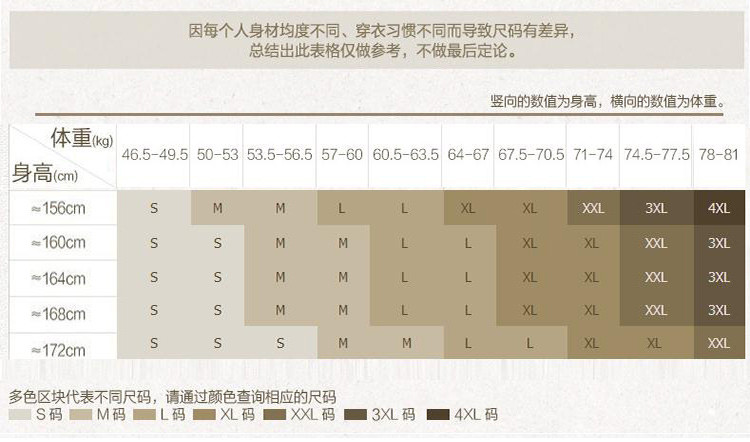 因每个人身材均度不同、穿衣习惯不同而导致尺码有差异，
总结出此表格仅做参考，不做最后定论。
竖向的数值为身高，横向的数值为体重。
体重(kg) 46.5-49.5 50-53 53.5-56.5 57-60 60.5-63.5 64-67 67.5-70.5 71-74 74.5-77.5 78-81
身高(cm)
≈156cm S M M L L XL XL XXL 3XL 4XL
≈160cm S S M M L L XL XL XXL 3XL
≈164cm S S M M L L XL XL XXL 3XL
≈168cm S S M M L L XL XL XXL 3XL
≈172cm S S S M M L L XL XL XXL
多色区块代表不同尺码，请通过颜色查询相应的尺码
S 码 M 码 L 码 XL 码 XXL 码 3XL 码 4XL 码